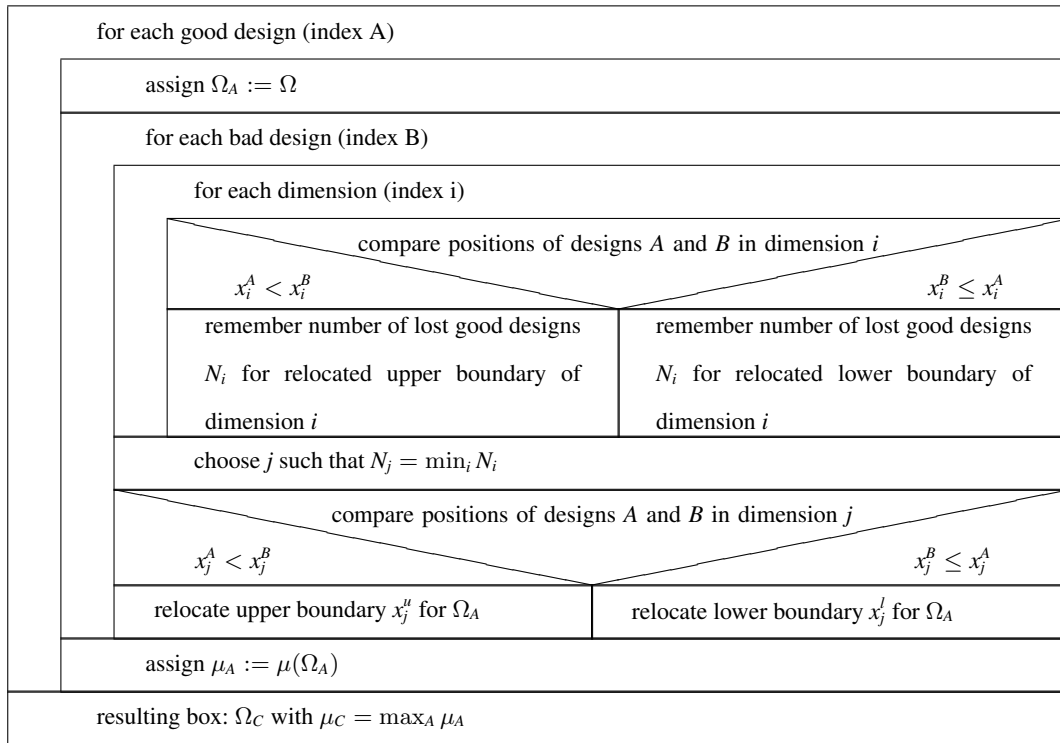 for each good design (index A)
assign Ω_A := Ω
for each bad design (index B)
for each dimension (index i)
compare positions of designs A and B in dimension i
x_i^A < x_i^B
x_i^B ≤ x_i^A
remember number of lost good designs
N_i for relocated upper boundary of
dimension i
remember number of lost good designs
N_i for relocated lower boundary of
dimension i
choose j such that N_j = min_i N_i
compare positions of designs A and B in dimension j
x_j^A < x_j^B
x_j^B ≤ x_j^A
relocate upper boundary x_j^u for Ω_A
relocate lower boundary x_j^l for Ω_A
assign μ_A := μ(Ω_A)
resulting box: Ω_C with μ_C = max_A μ_A